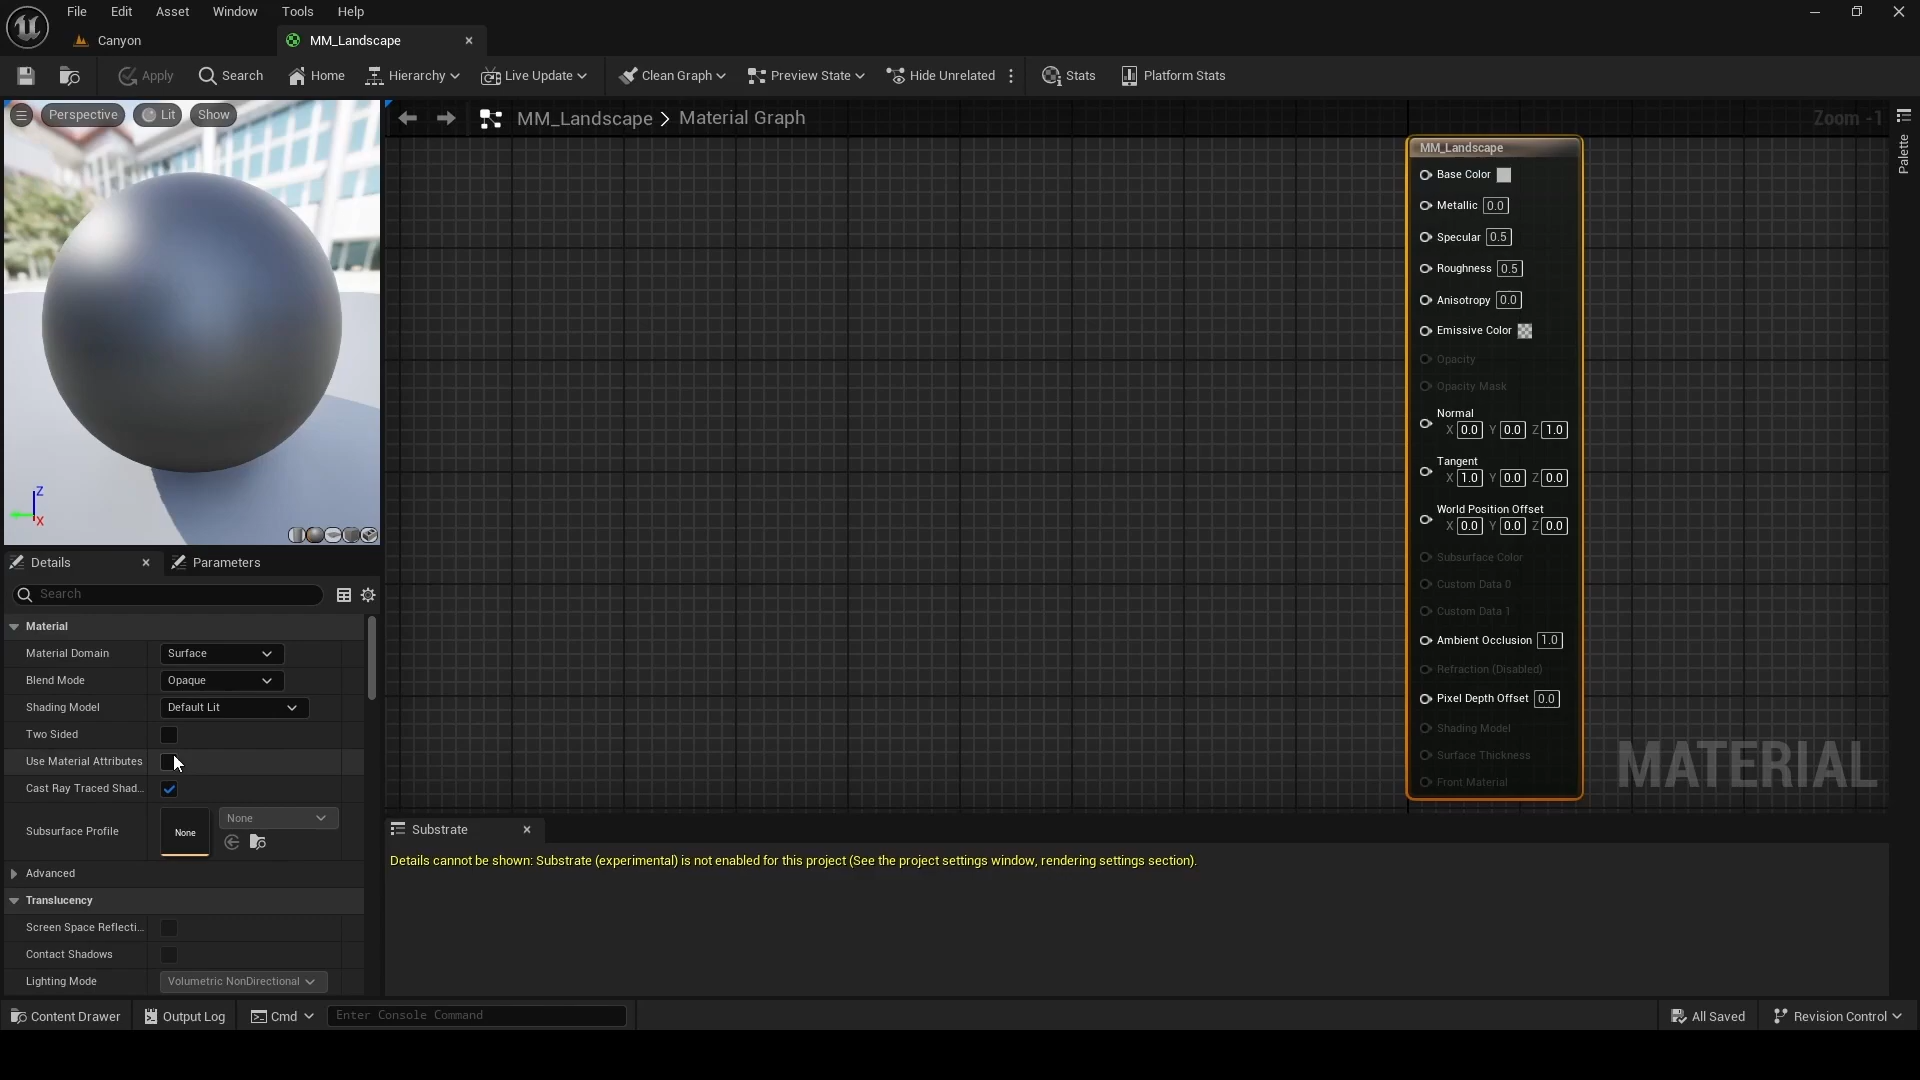 File Edit Asset Window Tools Help
Canyon
MM_Landscape
Apply Search Home Hierarchy Live Update Clean Graph Preview State Hide Unrelated Stats Platform Stats
Perspective Lit Show
MM_Landscape > Material Graph
Zoom -1
Palette
MM_Landscape
Base Color
Metallic 0.0
Specular 0.5
Roughness 0.5
Anisotropy 0.0
Emissive Color
Opacity
Opacity Mask
Normal
X 0.0 Y 0.0 Z 1.0
Tangent
X 1.0 Y 0.0 Z 0.0
World Position Offset
X 0.0 Y 0.0 Z 0.0
Subsurface Color
Custom Data 0
Custom Data 1
Ambient Occlusion 1.0
Refraction (Disabled)
Pixel Depth Offset 0.0
Shading Model
Surface Thickness
Front Material
MATERIAL
Z
X
Details
Parameters
Search
Material
Material Domain Surface
Blend Mode Opaque
Shading Model Default Lit
Two Sided
Use Material Attributes
Cast Ray Traced Shad...
Subsurface Profile None None
Advanced
Translucency
Screen Space Reflecti...
Contact Shadows
Lighting Mode Volumetric NonDirectional
Substrate
Details cannot be shown: Substrate (experimental) is not enabled for this project (See the project settings window, rendering settings section).
Content Drawer Output Log Cmd Enter Console Command All Saved Revision Control